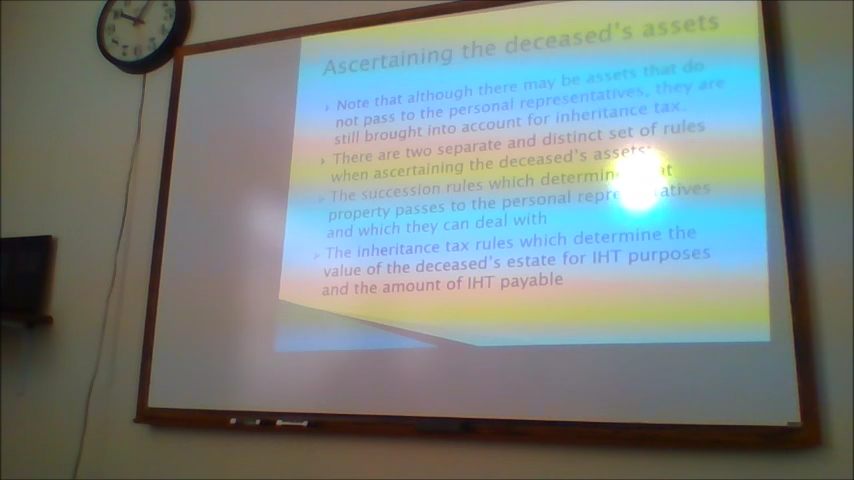 Ascertaining the deceased's assets
Note that although there may be assets that do
not pass to the personal representatives, they are
still brought into account for inheritance tax.
There are two separate and distinct set of rules
when ascertaining the deceased's assets:
The succession rules which
property passes to the personal
and which they can deal with
The inheritance tax rules which determine the
value of the deceased's estate for IHT purposes
and the amount of IHT payable